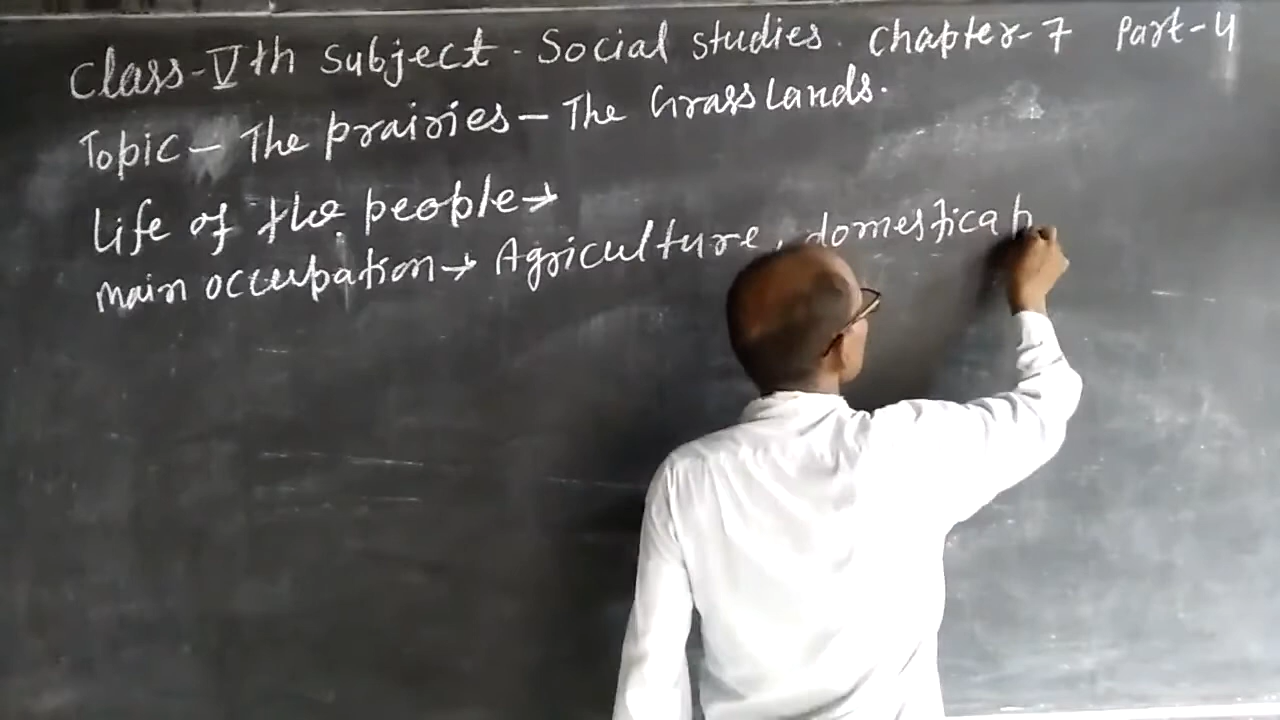 Class-Vth Subject - Social studies. Chapter-7 Part-4
Topic - The prairies - The Grass Lands.
Life of the people →
main occupation → Agriculture, domesticat